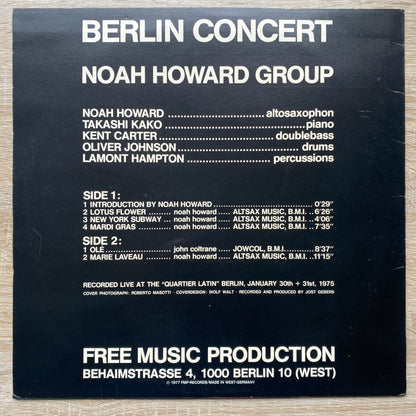 BERLIN CONCERT
NOAH HOWARD GROUP
NOAH HOWARD ........................ altosaxophon
TAKASHI KAKO ........................ piano
KENT CARTER ........................ doublebass
OLIVER JOHNSON ........................ drums
LAMONT HAMPTON ........................ percussions
SIDE 1:
1 INTRODUCTION BY NOAH HOWARD ........................ 0'29"
2 LOTUS FLOWER ...... noah howard .... ALTSAX MUSIC, B.M.I. .. 6'26"
3 NEW YORK SUBWAY .... noah howard .... ALTSAX MUSIC, B.M.I. .. 4'06"
4 MARDI GRAS ........ noah howard .... ALTSAX MUSIC, B.M.I. .. 7'35"
SIDE 2:
1 OLÉ ........ john coltrane .... JOWCOL, B.M.I. ........ 8'37"
2 MARIE LAVEAU ...... noah howard .... ALTSAX MUSIC, B.M.I. ..11'15"
RECORDED LIVE AT THE "QUARTIER LATIN" BERLIN, JANUARY 30th + 31st, 1975
COVER PHOTOGRAPH: ROBERTO MASOTTI · COVERDESIGN: WOLF WALT · RECORDED AND PRODUCED BY JOST GEBERS
FREE MUSIC PRODUCTION
BEHAIMSTRASSE 4, 1000 BERLIN 10 (WEST)
℗ 1977 FMP-RECORDS/MADE IN WEST-GERMANY